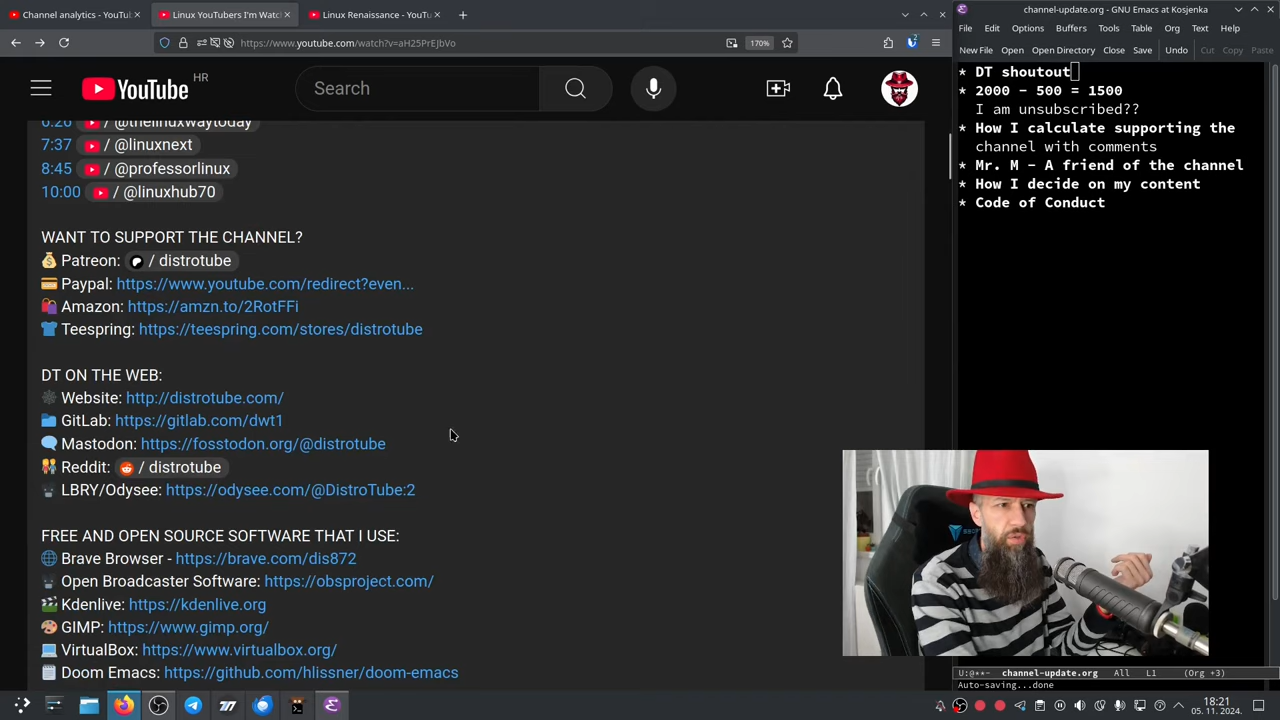 Channel analytics - YouTu
Linux YouTubers I'm Watc
Linux Renaissance - YouTu
https://www.youtube.com/watch?v=aH25PrEJbVo
170%
2
YouTube HR
Search
6:26 / @thelinuxwaytoday
7:37 / @linuxnext
8:45 / @professorlinux
10:00 / @linuxhub70
WANT TO SUPPORT THE CHANNEL?
Patreon: / distrotube
Paypal: https://www.youtube.com/redirect?even...
Amazon: https://amzn.to/2RotFFi
Teespring: https://teespring.com/stores/distrotube
DT ON THE WEB:
Website: http://distrotube.com/
GitLab: https://gitlab.com/dwt1
Mastodon: https://fosstodon.org/@distrotube
Reddit: / distrotube
LBRY/Odysee: https://odysee.com/@DistroTube:2
FREE AND OPEN SOURCE SOFTWARE THAT I USE:
Brave Browser - https://brave.com/dis872
Open Broadcaster Software: https://obsproject.com/
Kdenlive: https://kdenlive.org
GIMP: https://www.gimp.org/
VirtualBox: https://www.virtualbox.org/
Doom Emacs: https://github.com/hlissner/doom-emacs
channel-update.org - GNU Emacs at Kosjenka
File Edit Options Buffers Tools Table Org Text Help
New File Open Open Directory Close Save Undo Cut Copy Paste
* DT shoutout
* 2000 - 500 = 1500
I am unsubscribed??
* How I calculate supporting the
channel with comments
* Mr. M - A friend of the channel
* How I decide on my content
* Code of Conduct
U:@**- channel-update.org All L1 (Org +3)
Auto-saving...done
18:21
05. 11. 2024.